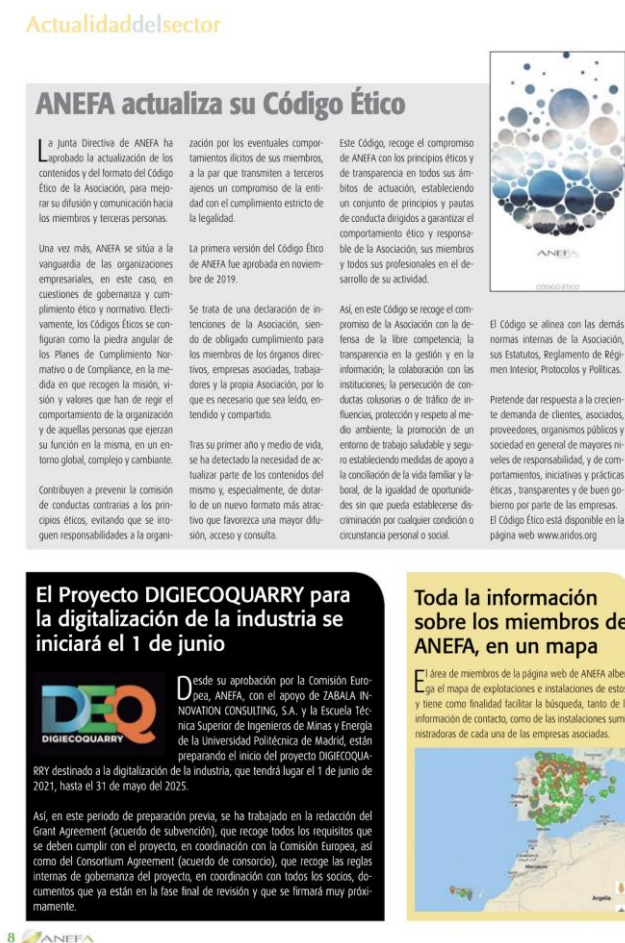 Actualidaddelsector
ANEFA actualiza su Código Ético
La Junta Directiva de ANEFA ha
aprobado la actualización de los
contenidos y del formato del Código
Ético de la Asociación, para mejo-
rar su difusión y comunicación hacia
los miembros y terceras personas.
Una vez más, ANEFA se sitúa a la
vanguardia de las organizaciones
empresariales, en este caso, en
cuestiones de gobernanza y cum-
plimiento ético y normativo. Efecti-
vamente, los Códigos Éticos se con-
figuran como la piedra angular de
los Planes de Cumplimiento Nor-
mativo o de Compliance, en la me-
dida en que recogen la misión, vi-
sión y valores que han de regir el
comportamiento de la organización
y de aquellas personas que ejerzan
su función en la misma, en un en-
torno global, complejo y cambiante.
Contribuyen a prevenir la comisión
de conductas contrarias a los prin-
cipios éticos, evitando que se irro-
guen responsabilidades a la organi-
zación por los eventuales compor-
tamientos ilícitos de sus miembros,
a la par que transmiten a terceros
ajenos un compromiso de la enti-
dad con el cumplimiento estricto de
la legalidad.
La primera versión del Código Ético
de ANEFA fue aprobada en noviem-
bre de 2019.
Se trata de una declaración de in-
tenciones de la Asociación, sien-
do de obligado cumplimiento para
los miembros de los órganos direc-
tivos, empresas asociadas, trabaja-
dores y la propia Asociación, por lo
que es necesario que sea leído, en-
tendido y compartido.
Tras su primer año y medio de vida,
se ha detectado la necesidad de ac-
tualizar parte de los contenidos del
mismo y, especialmente, de dotar-
lo de un nuevo formato más atrac-
tivo que favorezca una mayor difu-
sión, acceso y consulta.
Este Código, recoge el compromiso
de ANEFA con los principios éticos y
de transparencia en todos sus ám-
bitos de actuación, estableciendo
un conjunto de principios y pautas
de conducta dirigidos a garantizar el
comportamiento ético y responsa-
ble de la Asociación, sus miembros
y todos sus profesionales en el de-
sarrollo de su actividad.
Así, en este Código se recoge el com-
promiso de la Asociación con la de-
fensa de la libre competencia; la
transparencia en la gestión y en la
información; la colaboración con las
instituciones; la persecución de con-
ductas colusorias o de tráfico de in-
fluencias, protección y respeto al me-
dio ambiente; la promoción de un
entorno de trabajo saludable y segu-
ro estableciendo medidas de apoyo a
la conciliación de la vida familiar y la-
boral, de la igualdad de oportunida-
des sin que pueda establecerse dis-
criminación por cualquier condición o
circunstancia personal o social.
ANEFA
CÓDIGO ÉTICO
El Código se alinea con las demás
normas internas de la Asociación,
sus Estatutos, Reglamento de Régi-
men Interior, Protocolos y Políticas.
Pretende dar respuesta a la crecien-
te demanda de clientes, asociados,
proveedores, organismos públicos y
sociedad en general de mayores ni-
veles de responsabilidad, y de com-
portamientos, iniciativas y prácticas
éticas , transparentes y de buen go-
bierno por parte de las empresas.
El Código Ético está disponible en la
página web www.aridos.org
El Proyecto DIGIECOQUARRY para
la digitalización de la industria se
iniciará el 1 de junio
DEQ
DIGIECOQUARRY
Desde su aprobación por la Comisión Euro-
pea, ANEFA, con el apoyo de ZABALA IN-
NOVATION CONSULTING, S.A. y la Escuela Téc-
nica Superior de Ingenieros de Minas y Energía
de la Universidad Politécnica de Madrid, están
preparando el inicio del proyecto DIGIECOQUA-
RRY destinado a la digitalización de la industria, que tendrá lugar el 1 de junio de
2021, hasta el 31 de mayo del 2025.
Así, en este periodo de preparación previa, se ha trabajado en la redacción del
Grant Agreement (acuerdo de subvención), que recoge todos los requisitos que
se deben cumplir con el proyecto, en coordinación con la Comisión Europea, así
como del Consortium Agreement (acuerdo de consorcio), que recoge las reglas
internas de gobernanza del proyecto, en coordinación con todos los socios, do-
cumentos que ya están en la fase final de revisión y que se firmará muy próxi-
mamente.
Toda la información
sobre los miembros de
ANEFA, en un mapa
El área de miembros de la página web de ANEFA alber
ga el mapa de explotaciones e instalaciones de estos
y tiene como finalidad facilitar la búsqueda, tanto de l
información de contacto, como de las instalaciones sumi
nistradoras de cada una de las empresas asociadas.
Portugal
Marruecos
Argelia
8 ANEFA